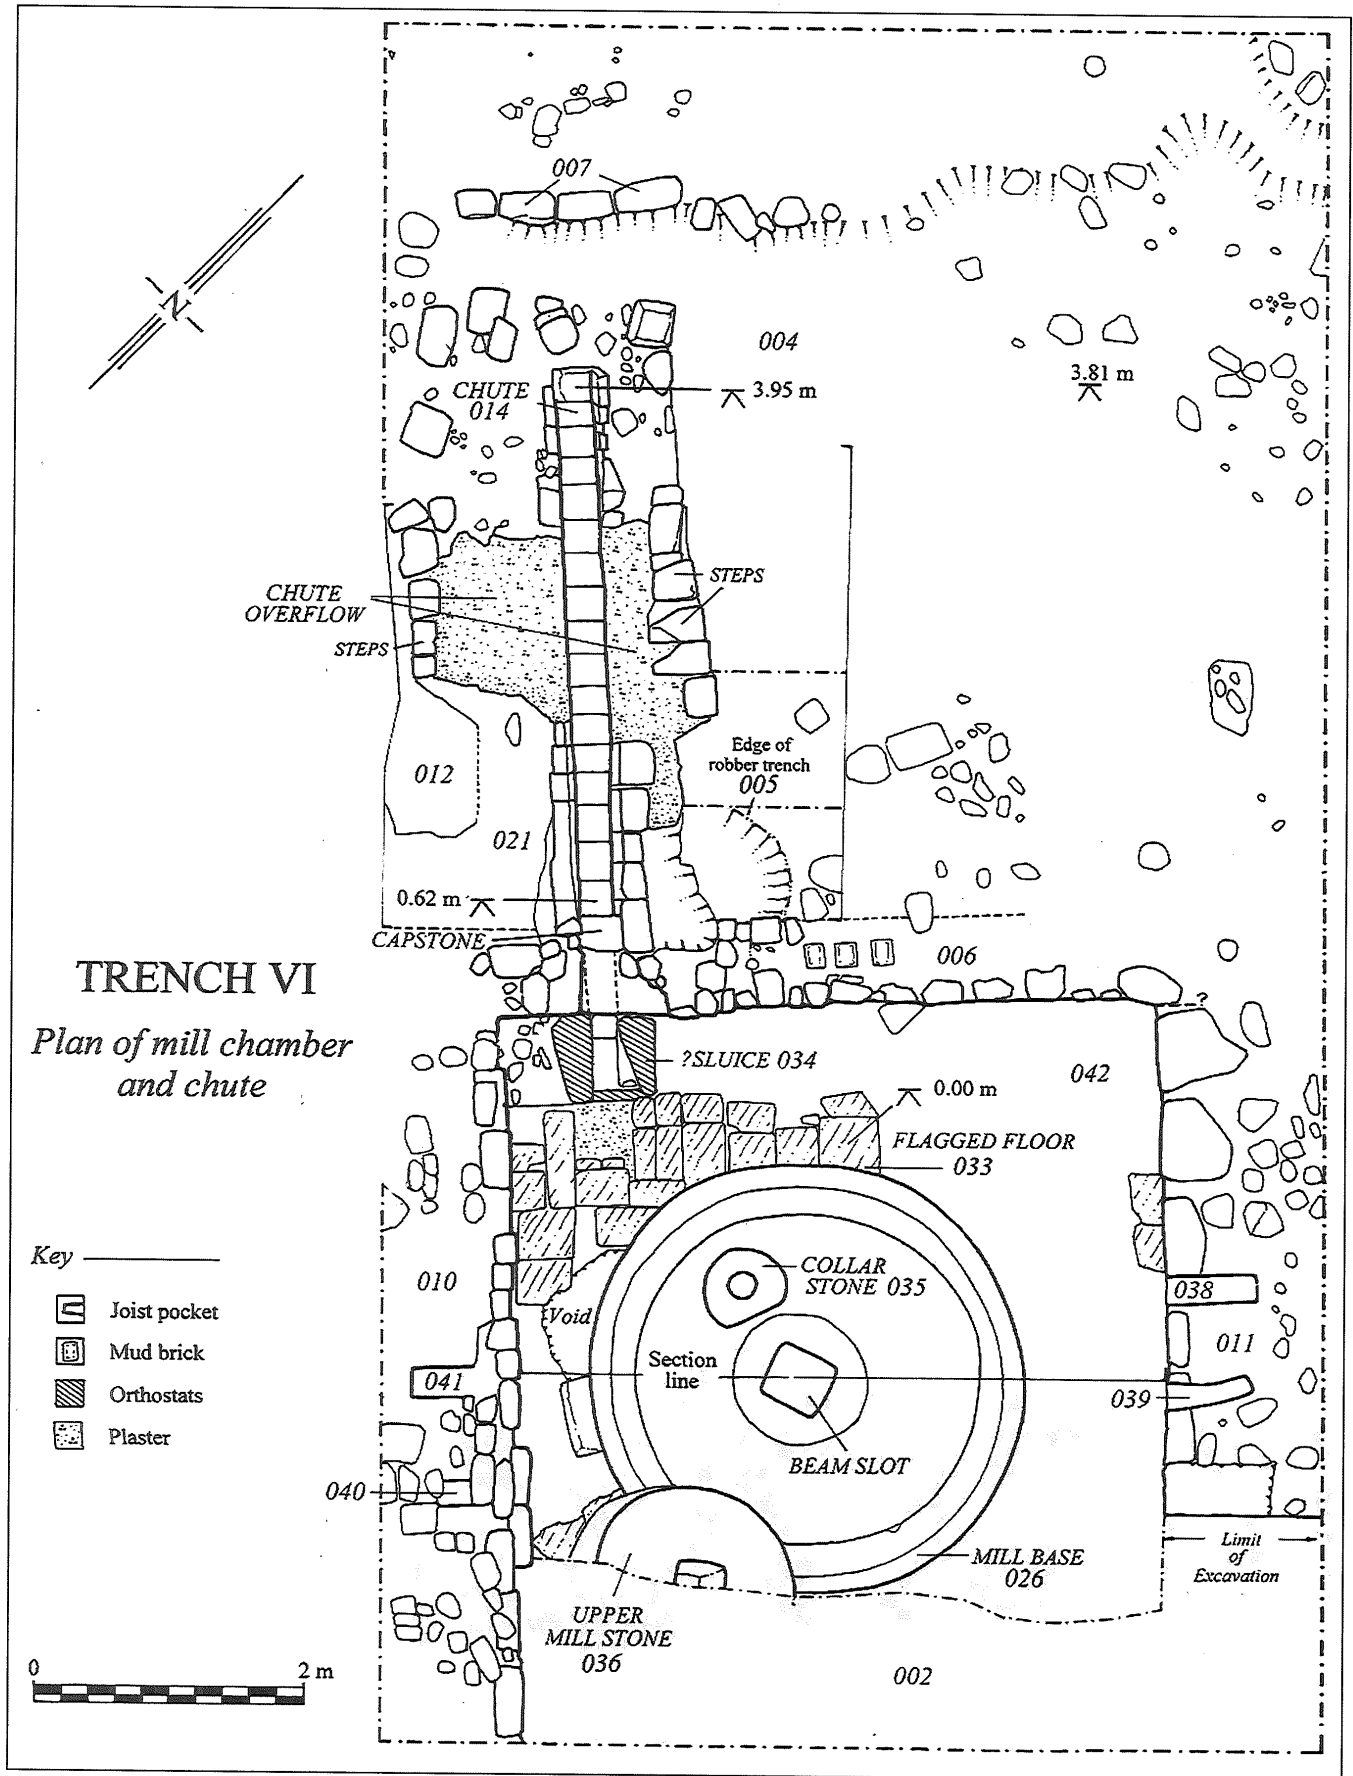 007
N
004
CHUTE
014
3.95 m
3.81 m
STEPS
CHUTE
OVERFLOW
STEPS
Edge of
robber trench
005
012
021
0.62 m
CAPSTONE
006
TRENCH VI
Plan of mill chamber
and chute
?
?SLUICE 034
042
0.00 m
FLAGGED FLOOR
033
Key
Joist pocket
Mud brick
Orthostats
Plaster
010
COLLAR
STONE 035
038
Void
011
Section
line
041
039
BEAM SLOT
040
Limit
of
Excavation
MILL BASE
026
UPPER
MILL STONE
036
002
0 2 m